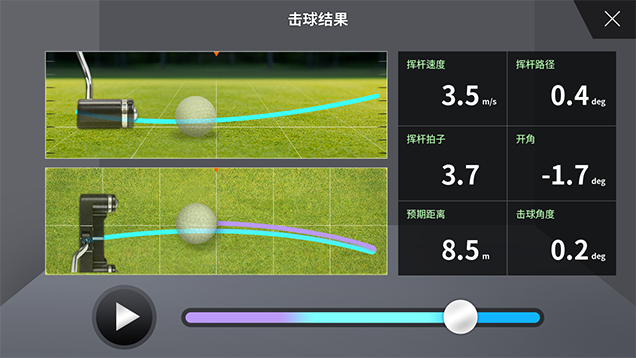 击球结果
挥杆速度
3.5 m/s
挥杆路径
0.4 deg
挥杆拍子
3.7
开角
-1.7 deg
预期距离
8.5 m
击球角度
0.2 deg